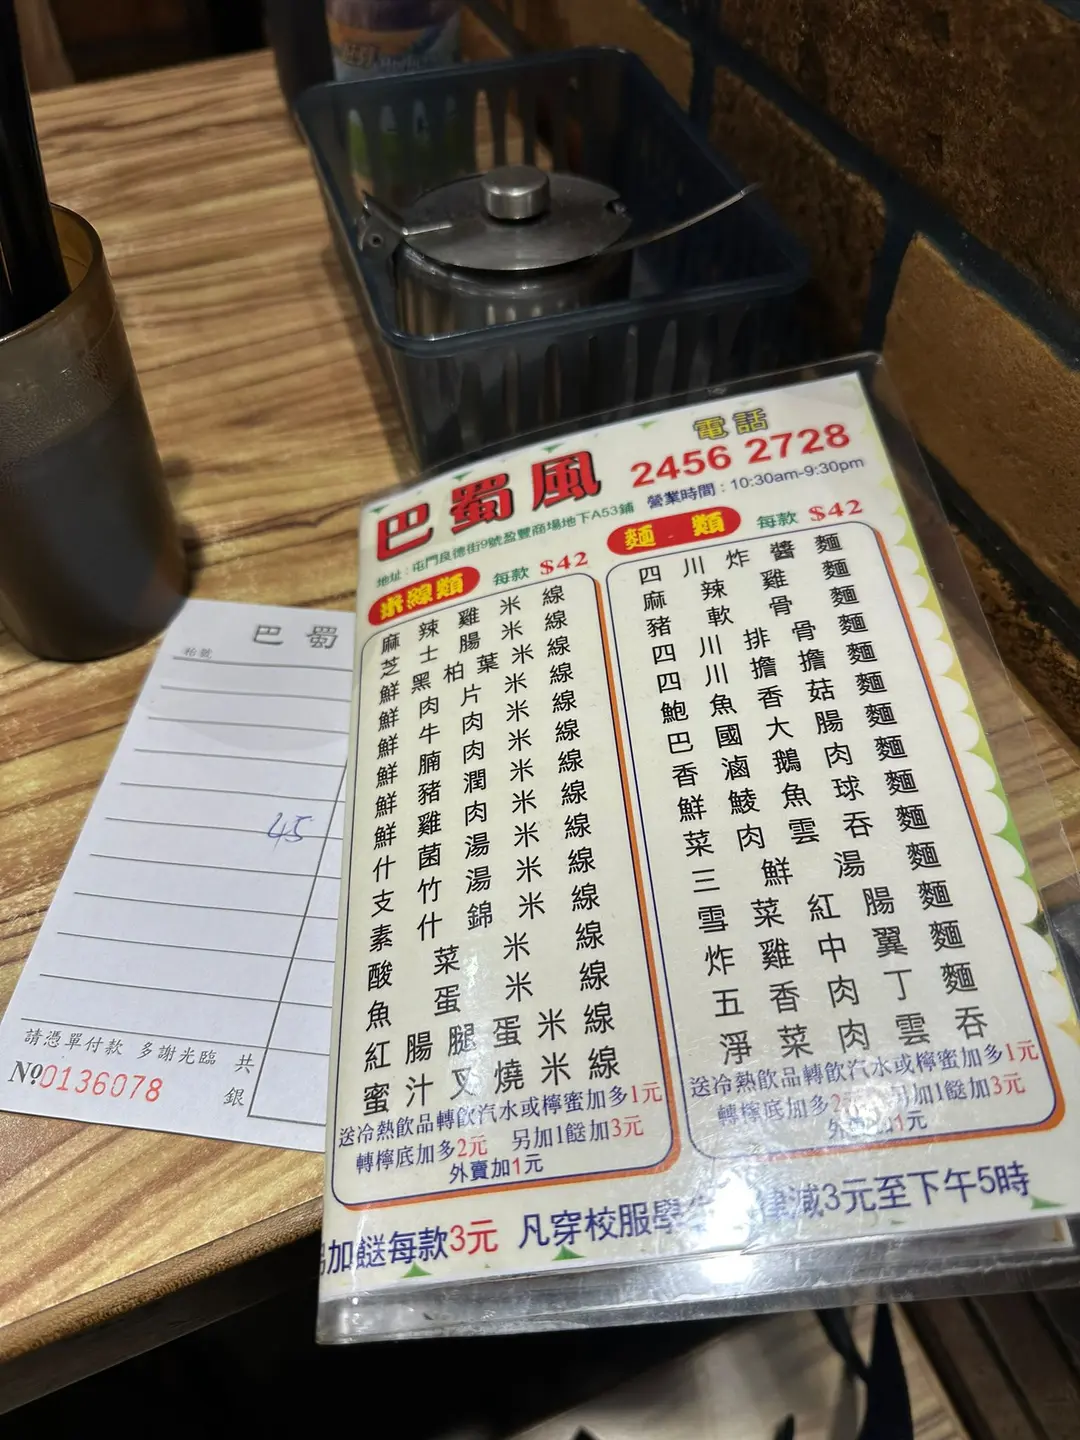 電話
2456 2728
巴蜀風
營業時間：10:30am-9:30pm
地址：屯門良德街9號盈豐商場地下A53鋪
米線類 每款 $42
麻辣雞米線
芝士腸米線
鮮黑柏葉米線
鮮肉片米線
鮮牛肉米線
鮮腩肉米線
鮮豬潤米線
鮮雞肉米線
什菌湯米線
支竹湯米線
素什錦米線
酸菜米線
魚蛋米線
紅腸腿蛋米線
蜜汁叉燒米線
送冷熱飲品轉飲汽水或檸蜜加多1元
轉檸底加多2元 另加1餸加3元
外賣加1元
麵類 每款 $42
四川炸醬麵
麻辣雞麵
豬軟骨麵
四川排骨麵
四川擔擔麵
鮑魚香菇麵
巴國大腸麵
香滷鵝肉麵
鮮鯪魚球麵
菜肉雲吞麵
三鮮湯麵
雪菜紅腸麵
炸雞中翼麵
五香肉丁麵
淨菜肉雲吞
送冷熱飲品轉飲汽水或檸蜜加多1元
轉檸底加多2元 另加1餸加3元
外賣加1元
加餸每款3元 凡穿校服學 減3元至下午5時
巴蜀
枱號
45
請憑單付款 多謝光臨
共
銀
No 0136078